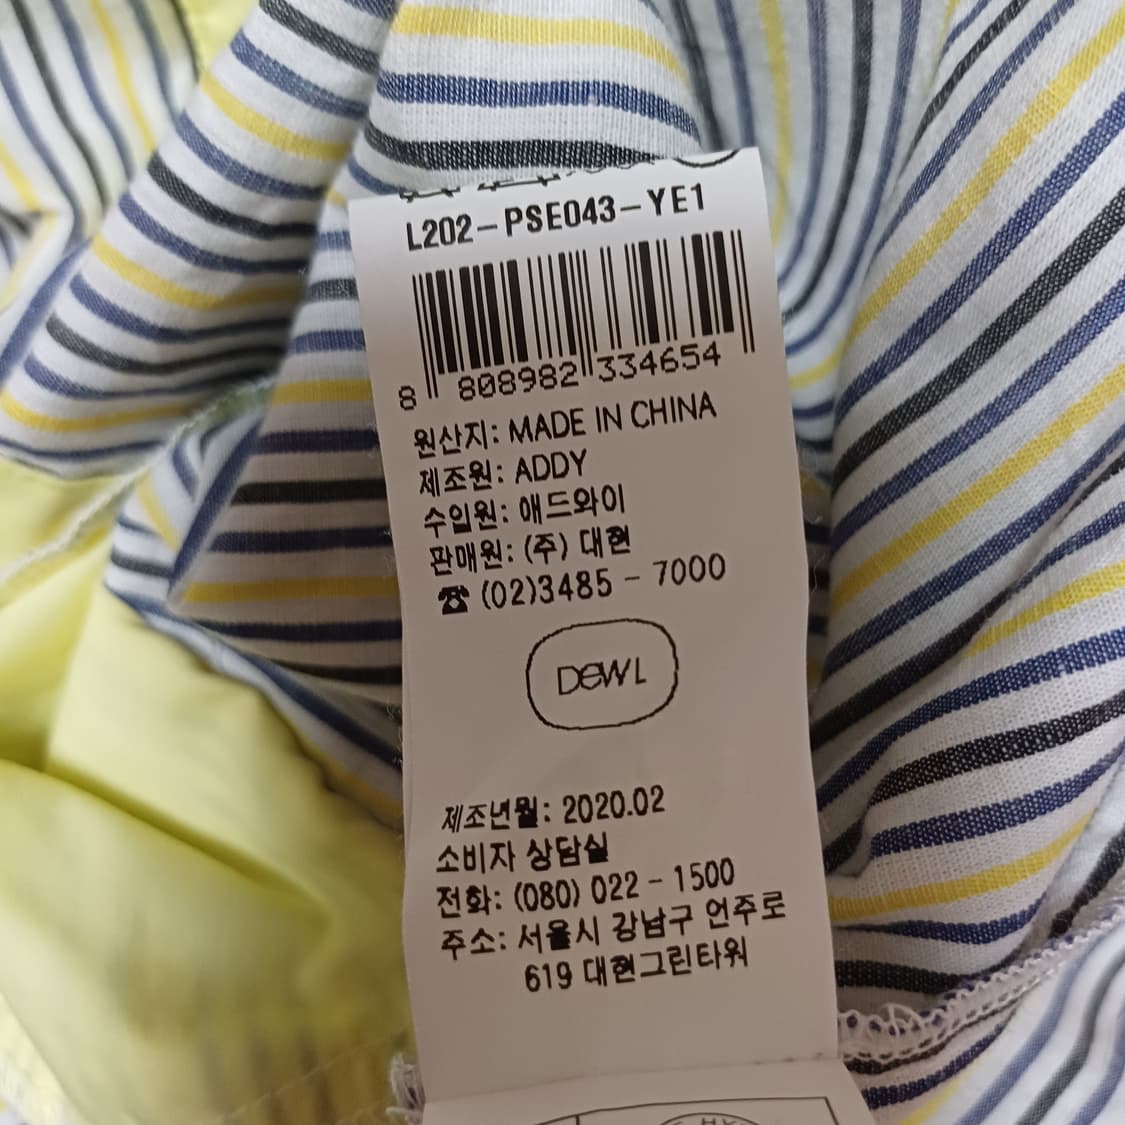 L202-PSE043-YE1
8 808982 334654
원산지: MADE IN CHINA
제조원: ADDY
수입원: 애드와이
판매원: (주) 대현
☎ (02)3485 - 7000
DEWL
제조년월: 2020.02
소비자 상담실
전화: (080) 022 - 1500
주소: 서울시 강남구 언주로
619 대현그린타워